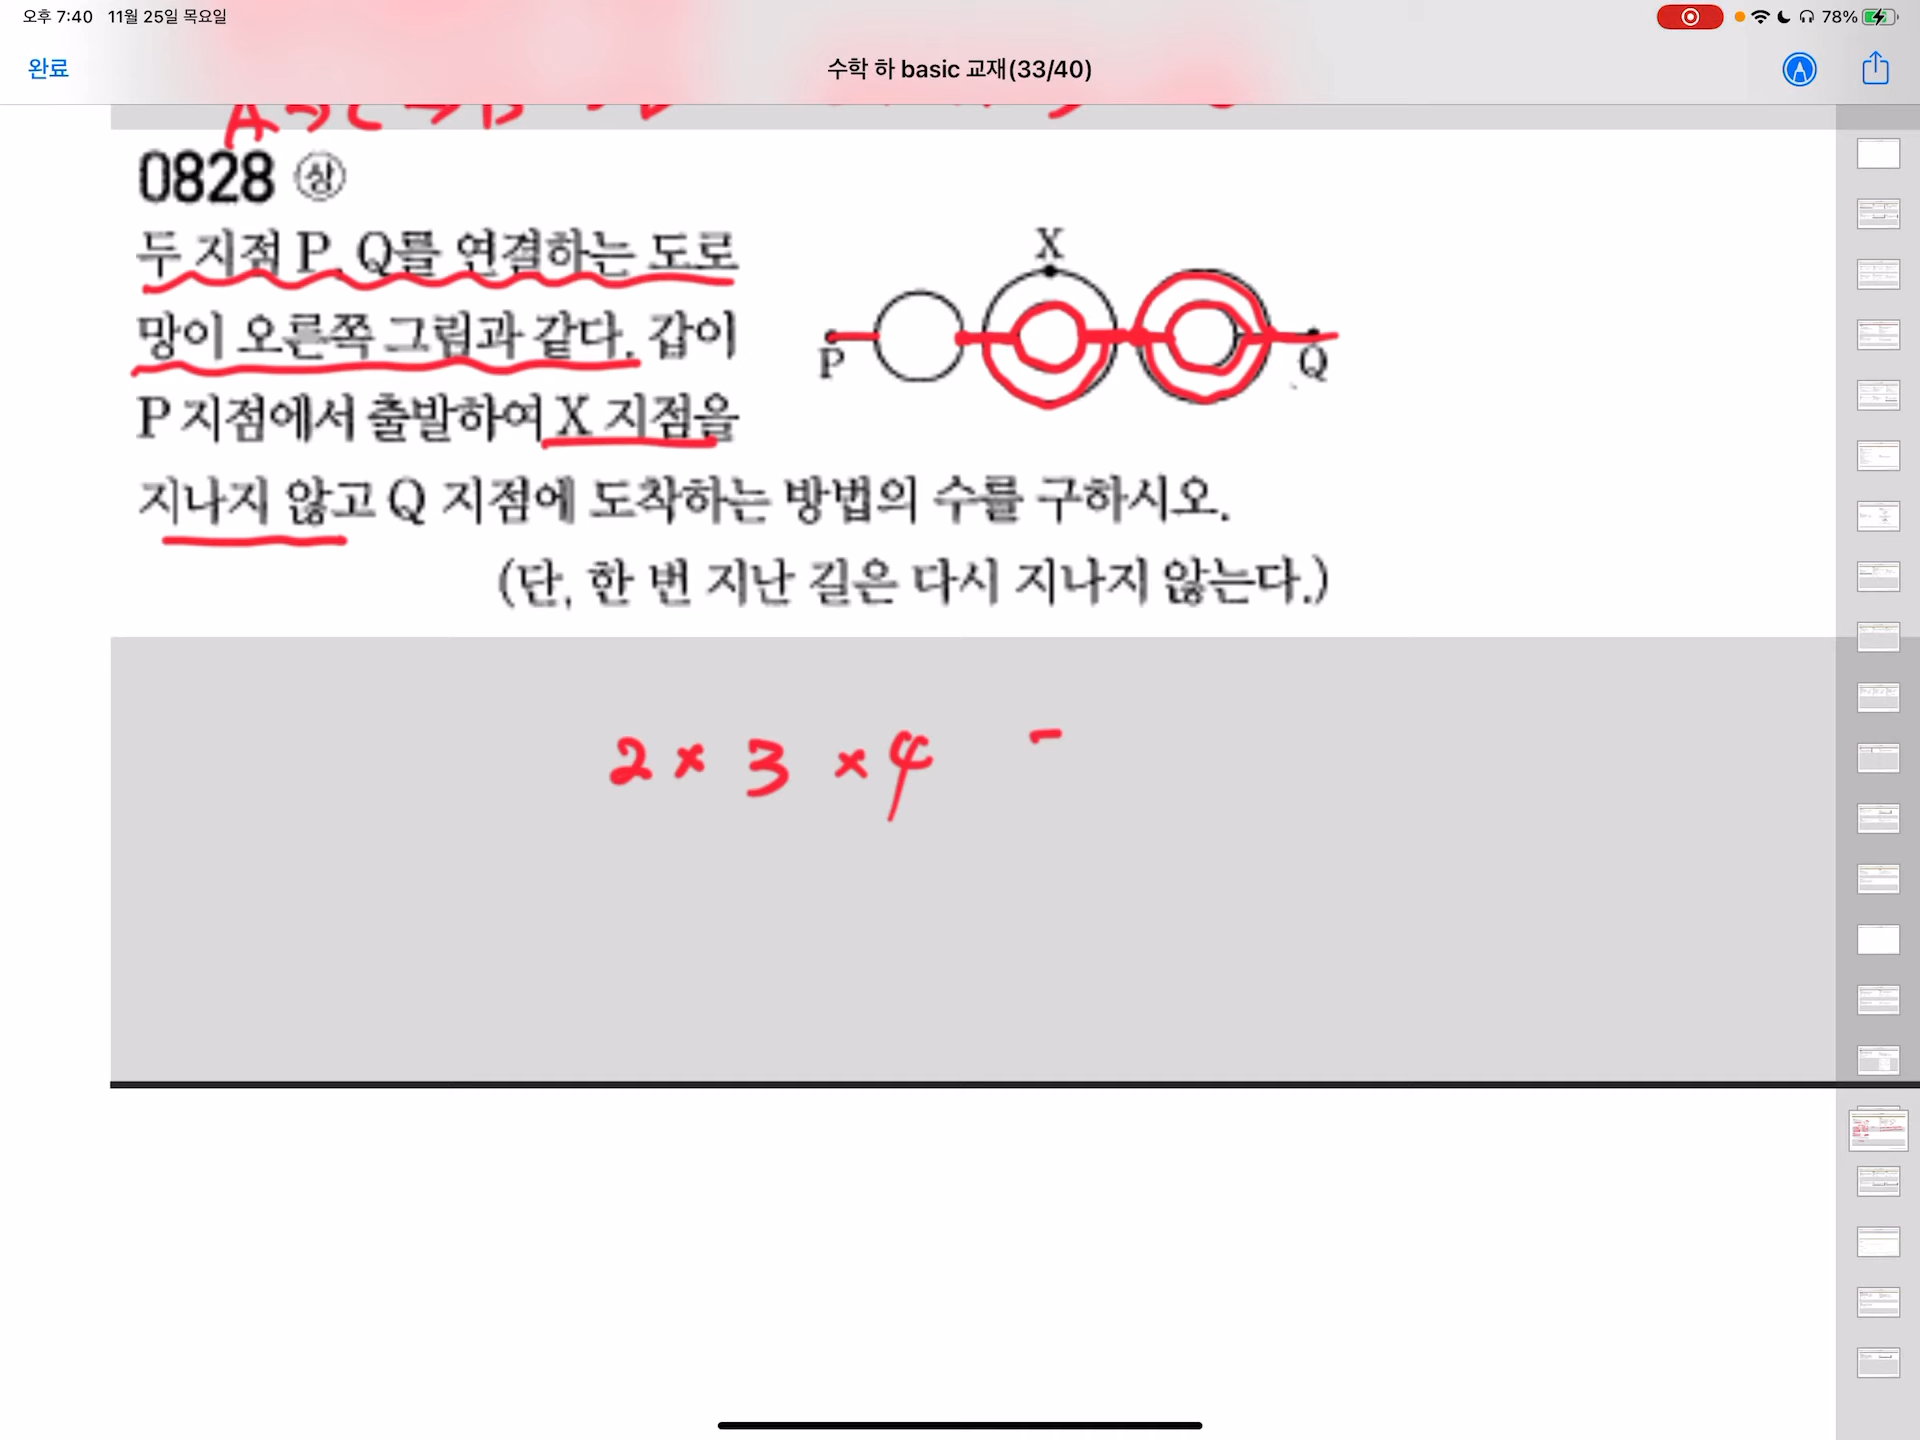 오후 7:40 11월 25일 목요일
78%
완료
수학 하 basic 교재(33/40)
0828 상
두 지점 P, Q를 연결하는 도로
망이 오른쪽 그림과 같다. 갑이
P 지점에서 출발하여 X 지점을
지나지 않고 Q 지점에 도착하는 방법의 수를 구하시오.
(단, 한 번 지난 길은 다시 지나지 않는다.)
X
P
Q
2 × 3 × 4 -